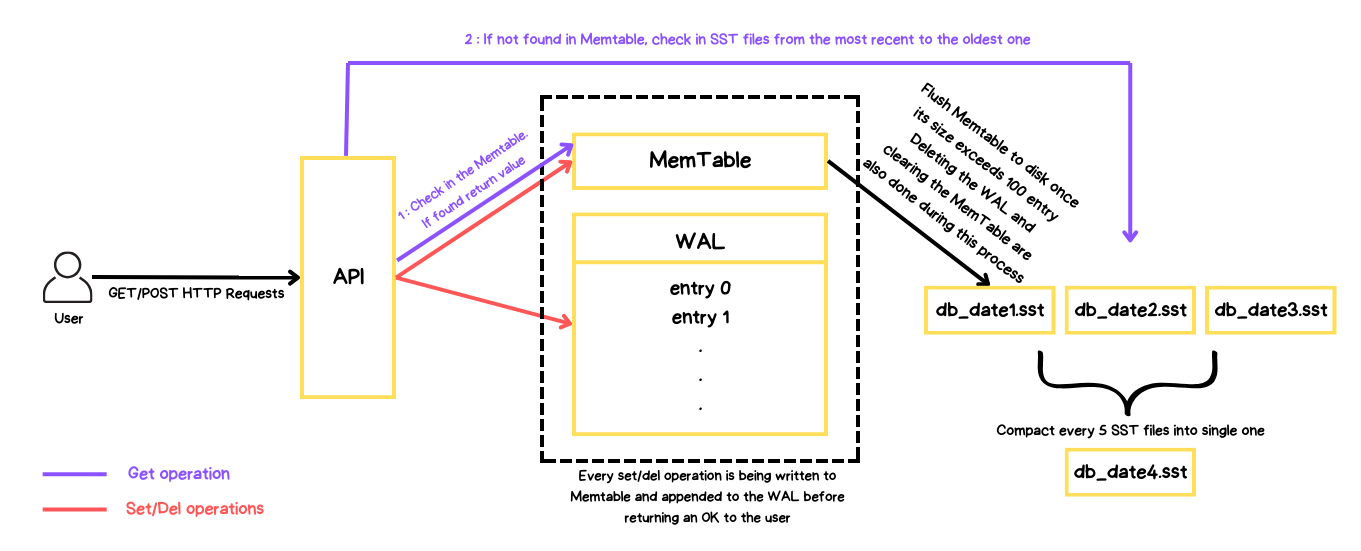 2 : If not found in Memtable, check in SST files from the most recent to the oldest one
1 : Check in the Memtable.
If found return value
MemTable
Flush Memtable to disk once
its size exceeds 100 entry
Deleting the WAL and
clearing the MemTable are
also done during this process
WAL
entry 0
entry 1
.
.
.
API
GET/POST HTTP Requests
User
db_date1.sst
db_date2.sst
db_date3.sst
Compact every 5 SST files into single one
db_date4.sst
Every set/del operation is being written to
Memtable and appended to the WAL before
returning an OK to the user
Get operation
Set/Del operations